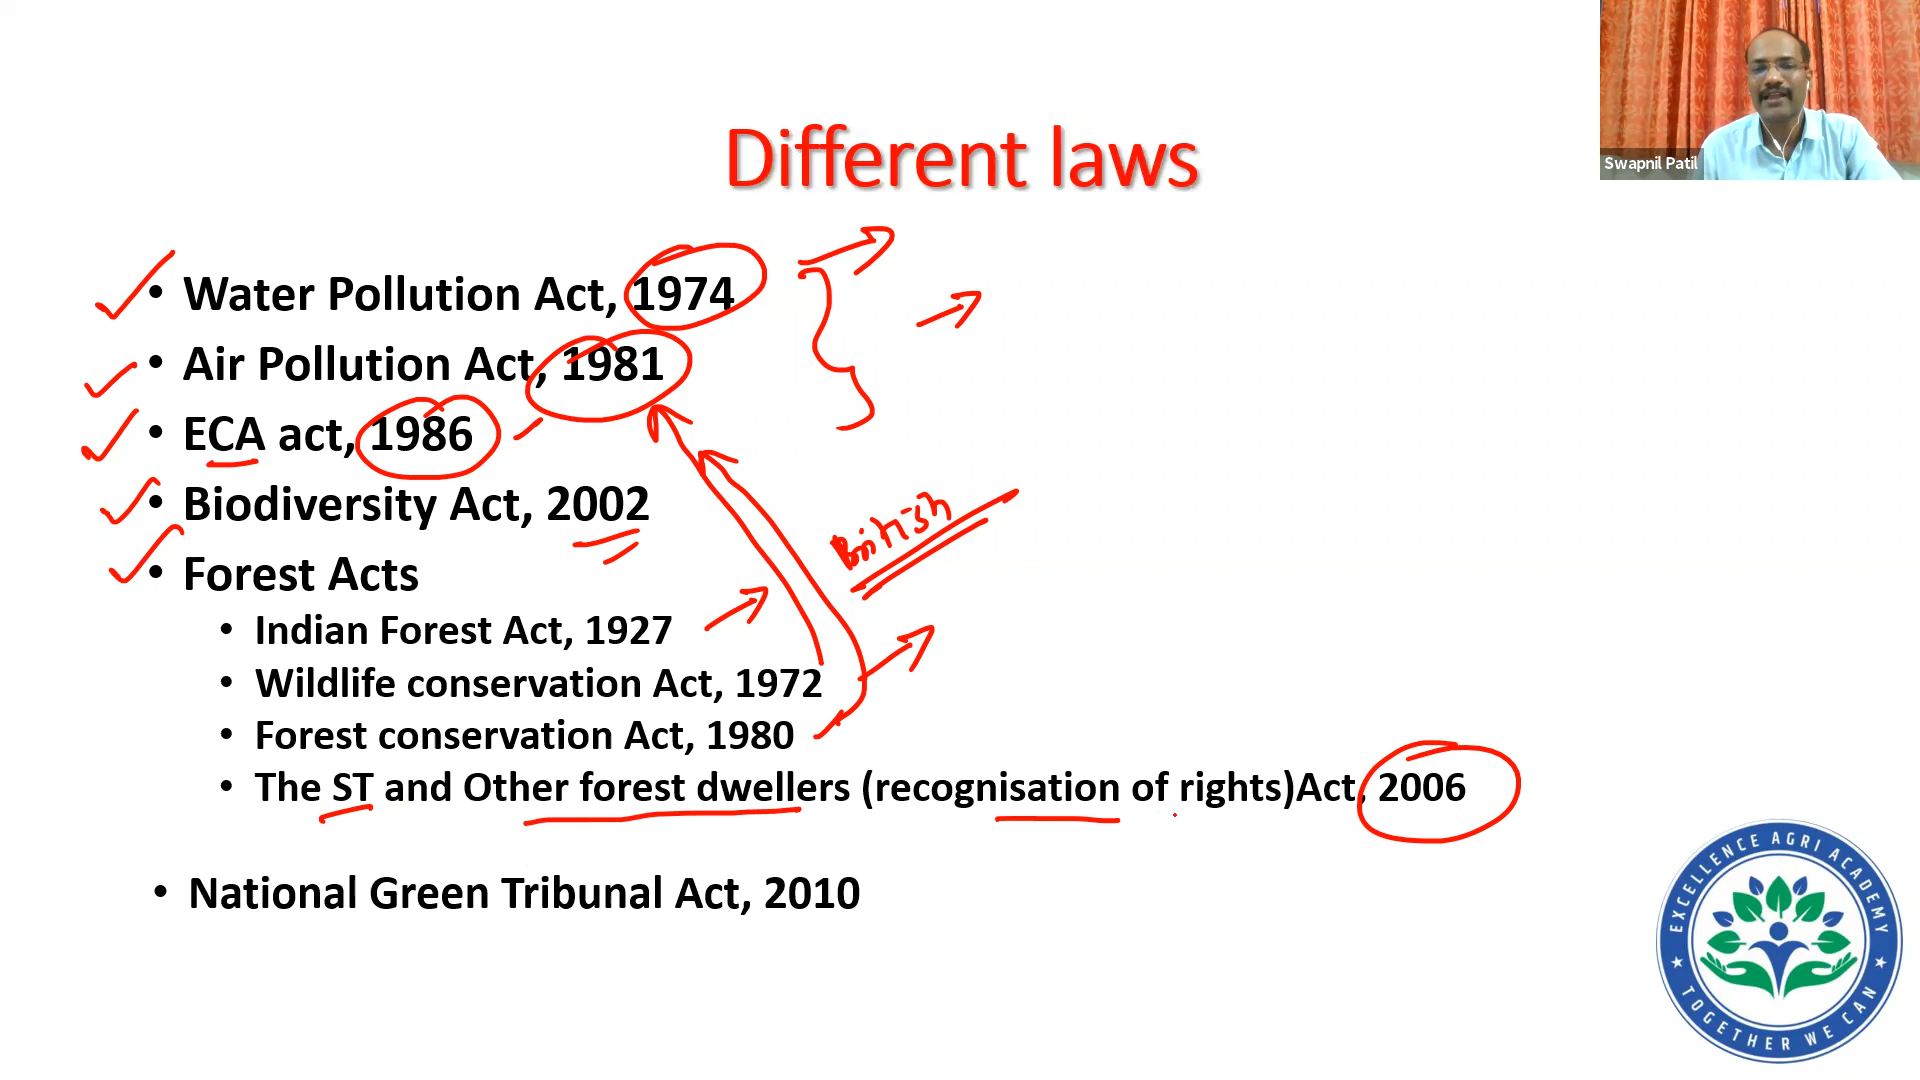 Swapnil Patil
Different laws
• Water Pollution Act, 1974
• Air Pollution Act, 1981
• ECA act, 1986
• Biodiversity Act, 2002
British
• Forest Acts
• Indian Forest Act, 1927
• Wildlife conservation Act, 1972
• Forest conservation Act, 1980
• The ST and Other forest dwellers (recognisation of rights)Act, 2006
• National Green Tribunal Act, 2010
EXCELLENCE AGRI ACADEMY
TOGETHER WE CAN